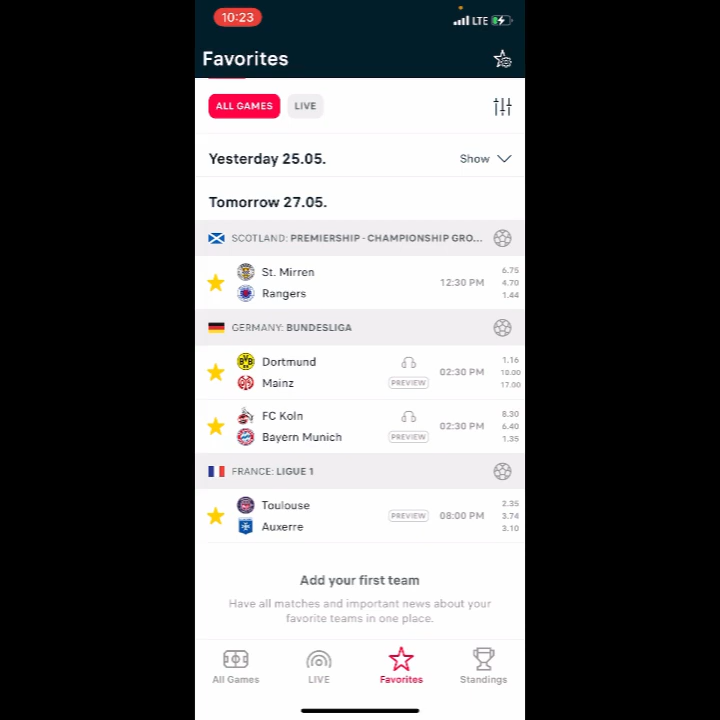 10:23
LTE
Favorites
ALL GAMES LIVE
Yesterday 25.05. Show
Tomorrow 27.05.
SCOTLAND: PREMIERSHIP - CHAMPIONSHIP GRO...
St. Mirren 6.75
12:30 PM 4.70
Rangers 1.44
GERMANY: BUNDESLIGA
Dortmund 1.16
02:30 PM 10.00
Mainz PREVIEW 17.00
FC Koln 8.30
02:30 PM 6.40
Bayern Munich PREVIEW 1.35
FRANCE: LIGUE 1
Toulouse 2.35
PREVIEW 08:00 PM 3.74
Auxerre 3.10
Add your first team
Have all matches and important news about your
favorite teams in one place.
All Games LIVE Favorites Standings